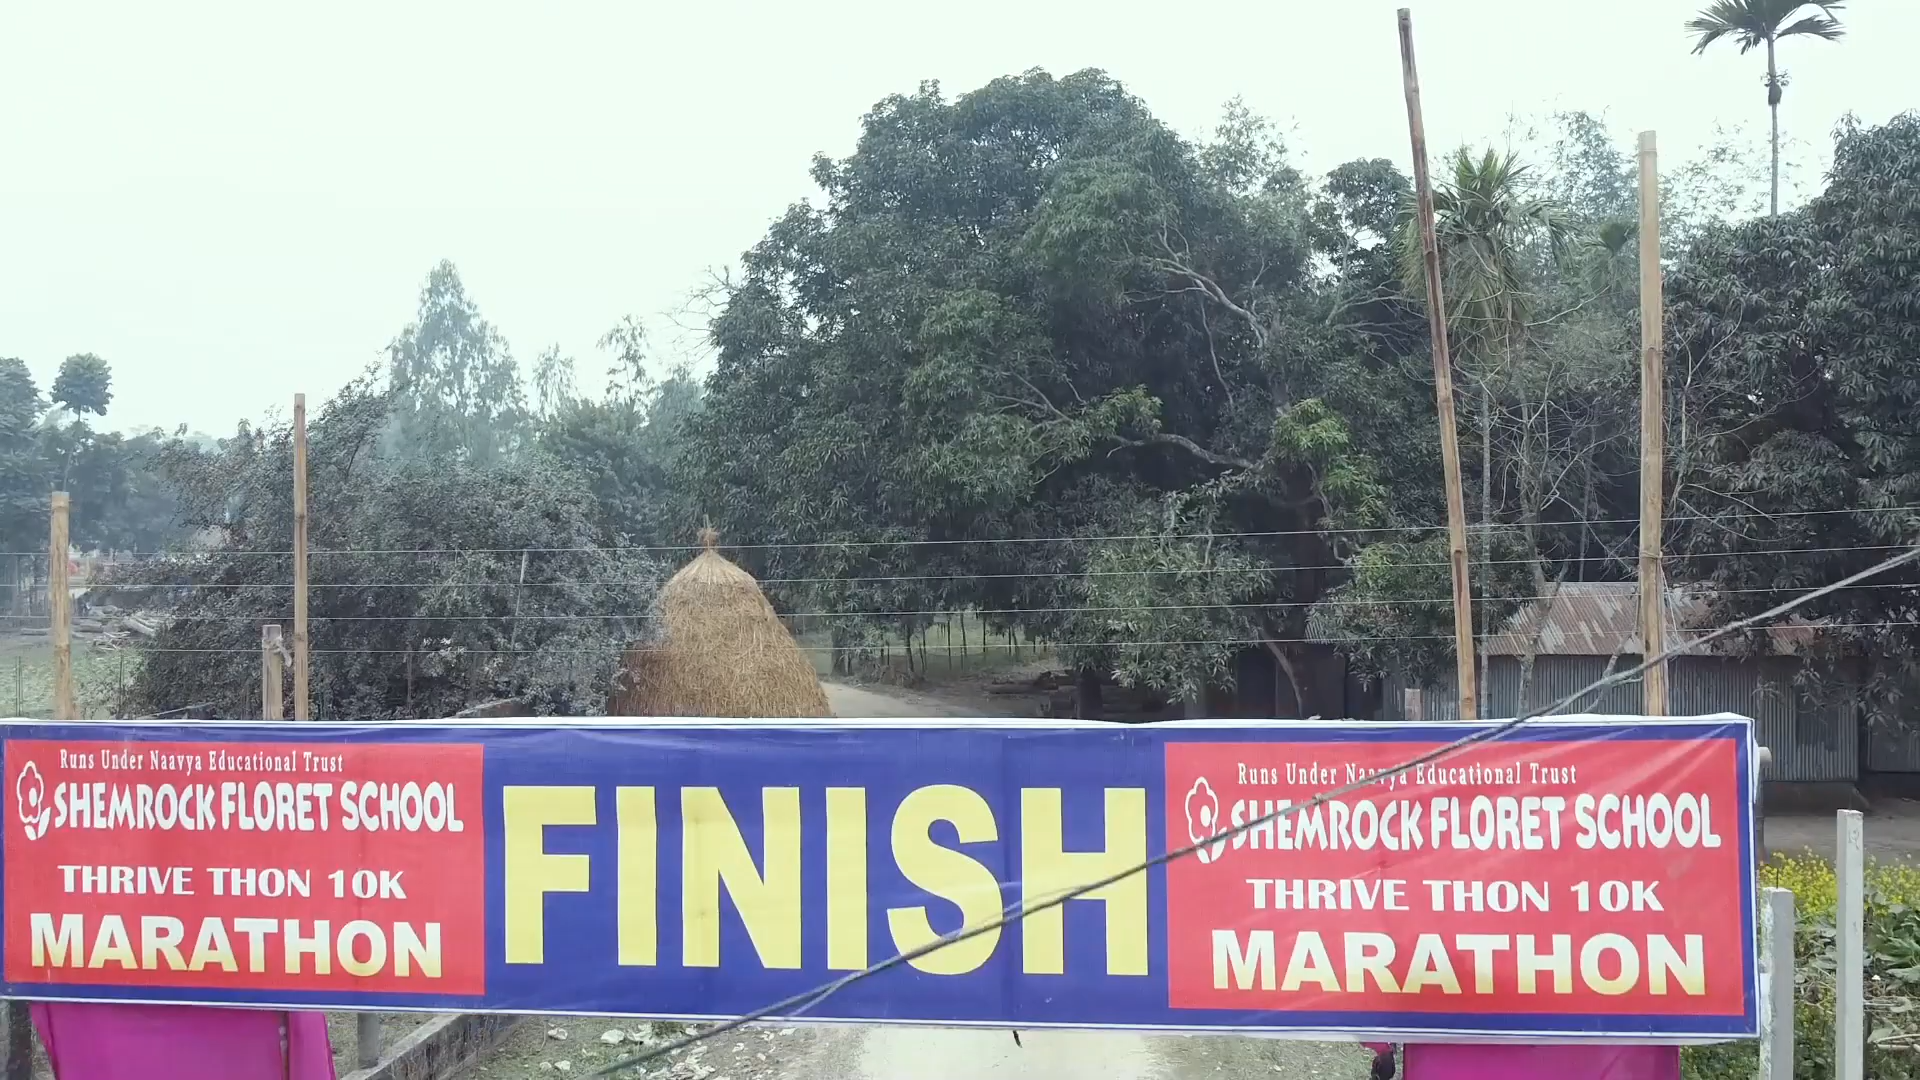 Runs Under Naavya Educational Trust
SHEMROCK FLORET SCHOOL
THRIVE THON 10K
MARATHON
FINISH
Runs Under Naavya Educational Trust
SHEMROCK FLORET SCHOOL
THRIVE THON 10K
MARATHON